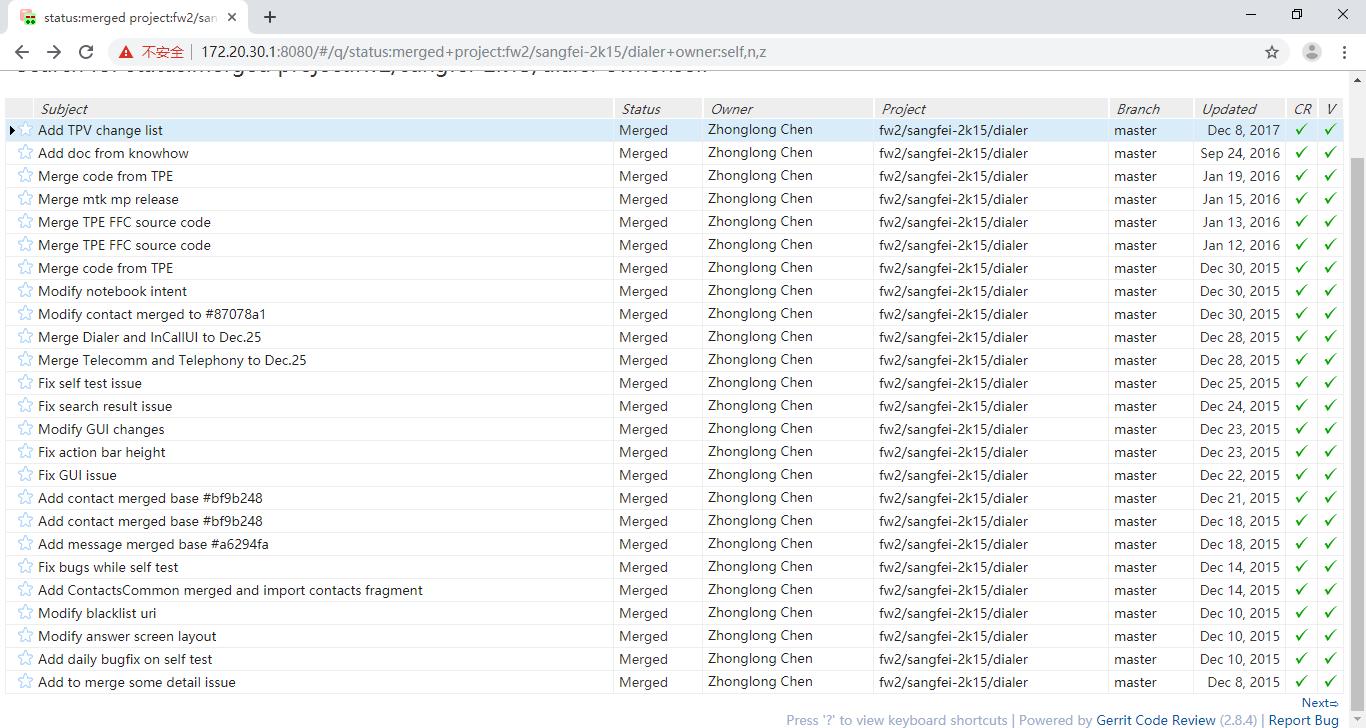 status:merged project:fw2/san
不安全 | 172.20.30.1:8080/#/q/status:merged+project:fw2/sangfei-2k15/dialer+owner:self,n,z
Search for status:merged project:fw2/sangfei-2k15/dialer owner:self
Subject Status Owner Project Branch Updated CR V
Add TPV change list Merged Zhonglong Chen fw2/sangfei-2k15/dialer master Dec 8, 2017 ✓ ✓
Add doc from knowhow Merged Zhonglong Chen fw2/sangfei-2k15/dialer master Sep 24, 2016 ✓ ✓
Merge code from TPE Merged Zhonglong Chen fw2/sangfei-2k15/dialer master Jan 19, 2016 ✓ ✓
Merge mtk mp release Merged Zhonglong Chen fw2/sangfei-2k15/dialer master Jan 15, 2016 ✓ ✓
Merge TPE FFC source code Merged Zhonglong Chen fw2/sangfei-2k15/dialer master Jan 13, 2016 ✓ ✓
Merge TPE FFC source code Merged Zhonglong Chen fw2/sangfei-2k15/dialer master Jan 12, 2016 ✓ ✓
Merge code from TPE Merged Zhonglong Chen fw2/sangfei-2k15/dialer master Dec 30, 2015 ✓ ✓
Modify notebook intent Merged Zhonglong Chen fw2/sangfei-2k15/dialer master Dec 30, 2015 ✓ ✓
Modify contact merged to #87078a1 Merged Zhonglong Chen fw2/sangfei-2k15/dialer master Dec 30, 2015 ✓ ✓
Merge Dialer and InCallUI to Dec.25 Merged Zhonglong Chen fw2/sangfei-2k15/dialer master Dec 28, 2015 ✓ ✓
Merge Telecomm and Telephony to Dec.25 Merged Zhonglong Chen fw2/sangfei-2k15/dialer master Dec 28, 2015 ✓ ✓
Fix self test issue Merged Zhonglong Chen fw2/sangfei-2k15/dialer master Dec 25, 2015 ✓ ✓
Fix search result issue Merged Zhonglong Chen fw2/sangfei-2k15/dialer master Dec 24, 2015 ✓ ✓
Modify GUI changes Merged Zhonglong Chen fw2/sangfei-2k15/dialer master Dec 23, 2015 ✓ ✓
Fix action bar height Merged Zhonglong Chen fw2/sangfei-2k15/dialer master Dec 23, 2015 ✓ ✓
Fix GUI issue Merged Zhonglong Chen fw2/sangfei-2k15/dialer master Dec 22, 2015 ✓ ✓
Add contact merged base #bf9b248 Merged Zhonglong Chen fw2/sangfei-2k15/dialer master Dec 21, 2015 ✓ ✓
Add contact merged base #bf9b248 Merged Zhonglong Chen fw2/sangfei-2k15/dialer master Dec 18, 2015 ✓ ✓
Add message merged base #a6294fa Merged Zhonglong Chen fw2/sangfei-2k15/dialer master Dec 18, 2015 ✓ ✓
Fix bugs while self test Merged Zhonglong Chen fw2/sangfei-2k15/dialer master Dec 14, 2015 ✓ ✓
Add ContactsCommon merged and import contacts fragment Merged Zhonglong Chen fw2/sangfei-2k15/dialer master Dec 14, 2015 ✓ ✓
Modify blacklist uri Merged Zhonglong Chen fw2/sangfei-2k15/dialer master Dec 10, 2015 ✓ ✓
Modify answer screen layout Merged Zhonglong Chen fw2/sangfei-2k15/dialer master Dec 10, 2015 ✓ ✓
Add daily bugfix on self test Merged Zhonglong Chen fw2/sangfei-2k15/dialer master Dec 10, 2015 ✓ ✓
Add to merge some detail issue Merged Zhonglong Chen fw2/sangfei-2k15/dialer master Dec 8, 2015 ✓ ✓
Next⇨
Press '?' to view keyboard shortcuts | Powered by Gerrit Code Review (2.8.4) | Report Bug